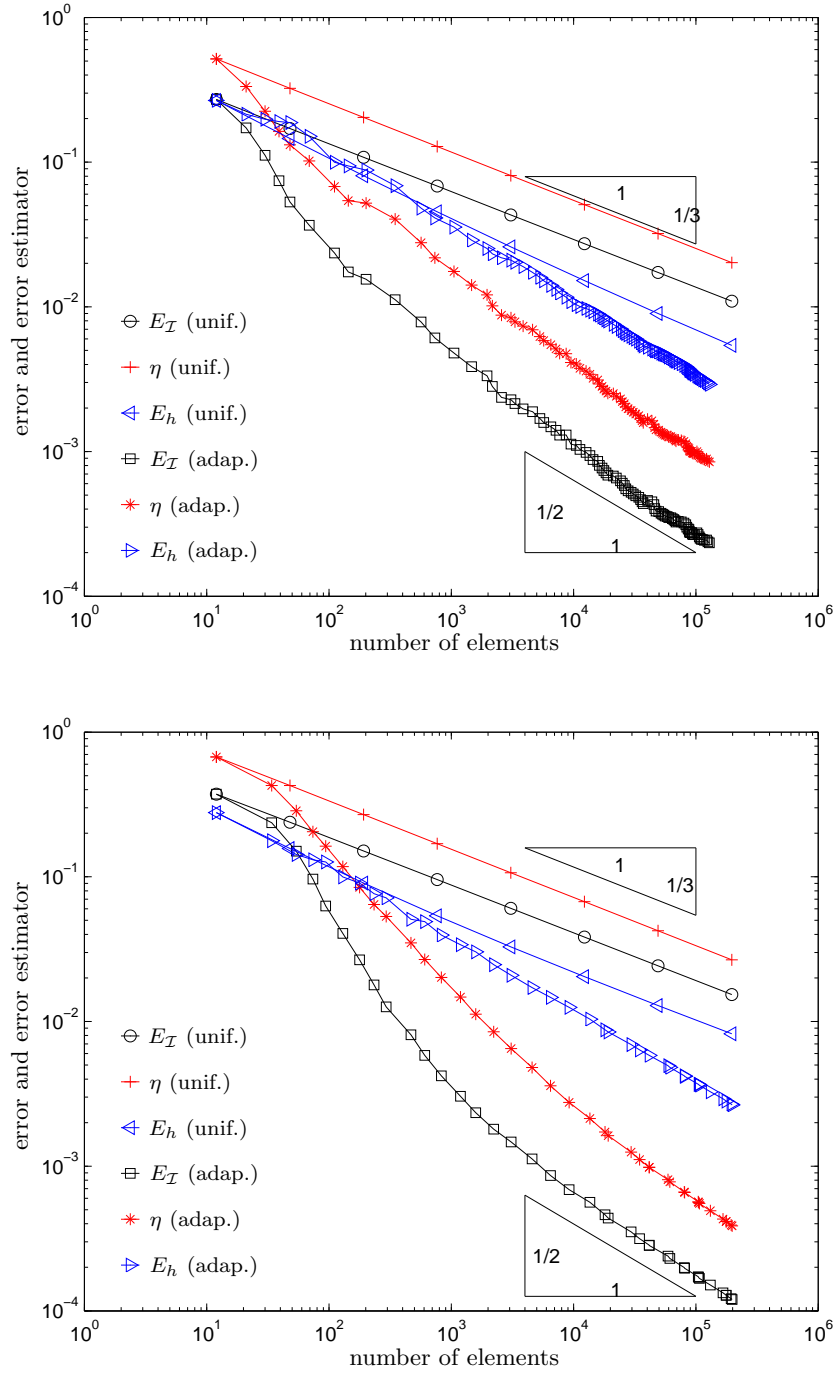 10^0
10^{-1}
10^{-2}
10^{-3}
10^{-4}
error and error estimator
1
1/3
E_I (unif.)
η (unif.)
E_h (unif.)
E_I (adap.)
η (adap.)
E_h (adap.)
1/2
1
10^0 10^1 10^2 10^3 10^4 10^5 10^6
number of elements
10^0
10^{-1}
10^{-2}
10^{-3}
10^{-4}
error and error estimator
1
1/3
E_I (unif.)
η (unif.)
E_h (unif.)
E_I (adap.)
η (adap.)
E_h (adap.)
1/2
1
10^0 10^1 10^2 10^3 10^4 10^5 10^6
number of elements